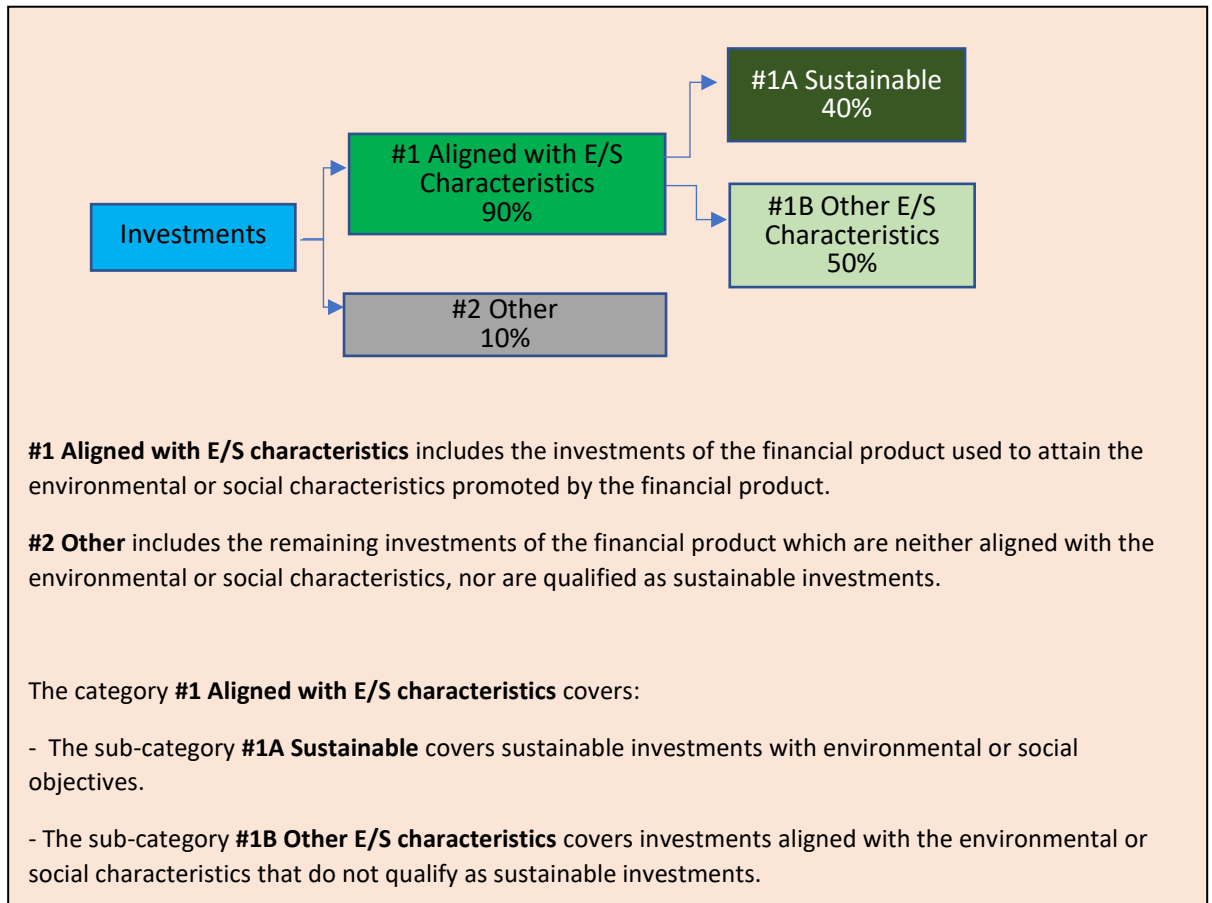 #1A Sustainable
40%
#1 Aligned with E/S
Characteristics
90%
#1B Other E/S
Characteristics
50%
Investments
#2 Other
10%
#1 Aligned with E/S characteristics includes the investments of the financial product used to attain the
environmental or social characteristics promoted by the financial product.
#2 Other includes the remaining investments of the financial product which are neither aligned with the
environmental or social characteristics, nor are qualified as sustainable investments.
The category #1 Aligned with E/S characteristics covers:
- The sub-category #1A Sustainable covers sustainable investments with environmental or social
objectives.
- The sub-category #1B Other E/S characteristics covers investments aligned with the environmental or
social characteristics that do not qualify as sustainable investments.